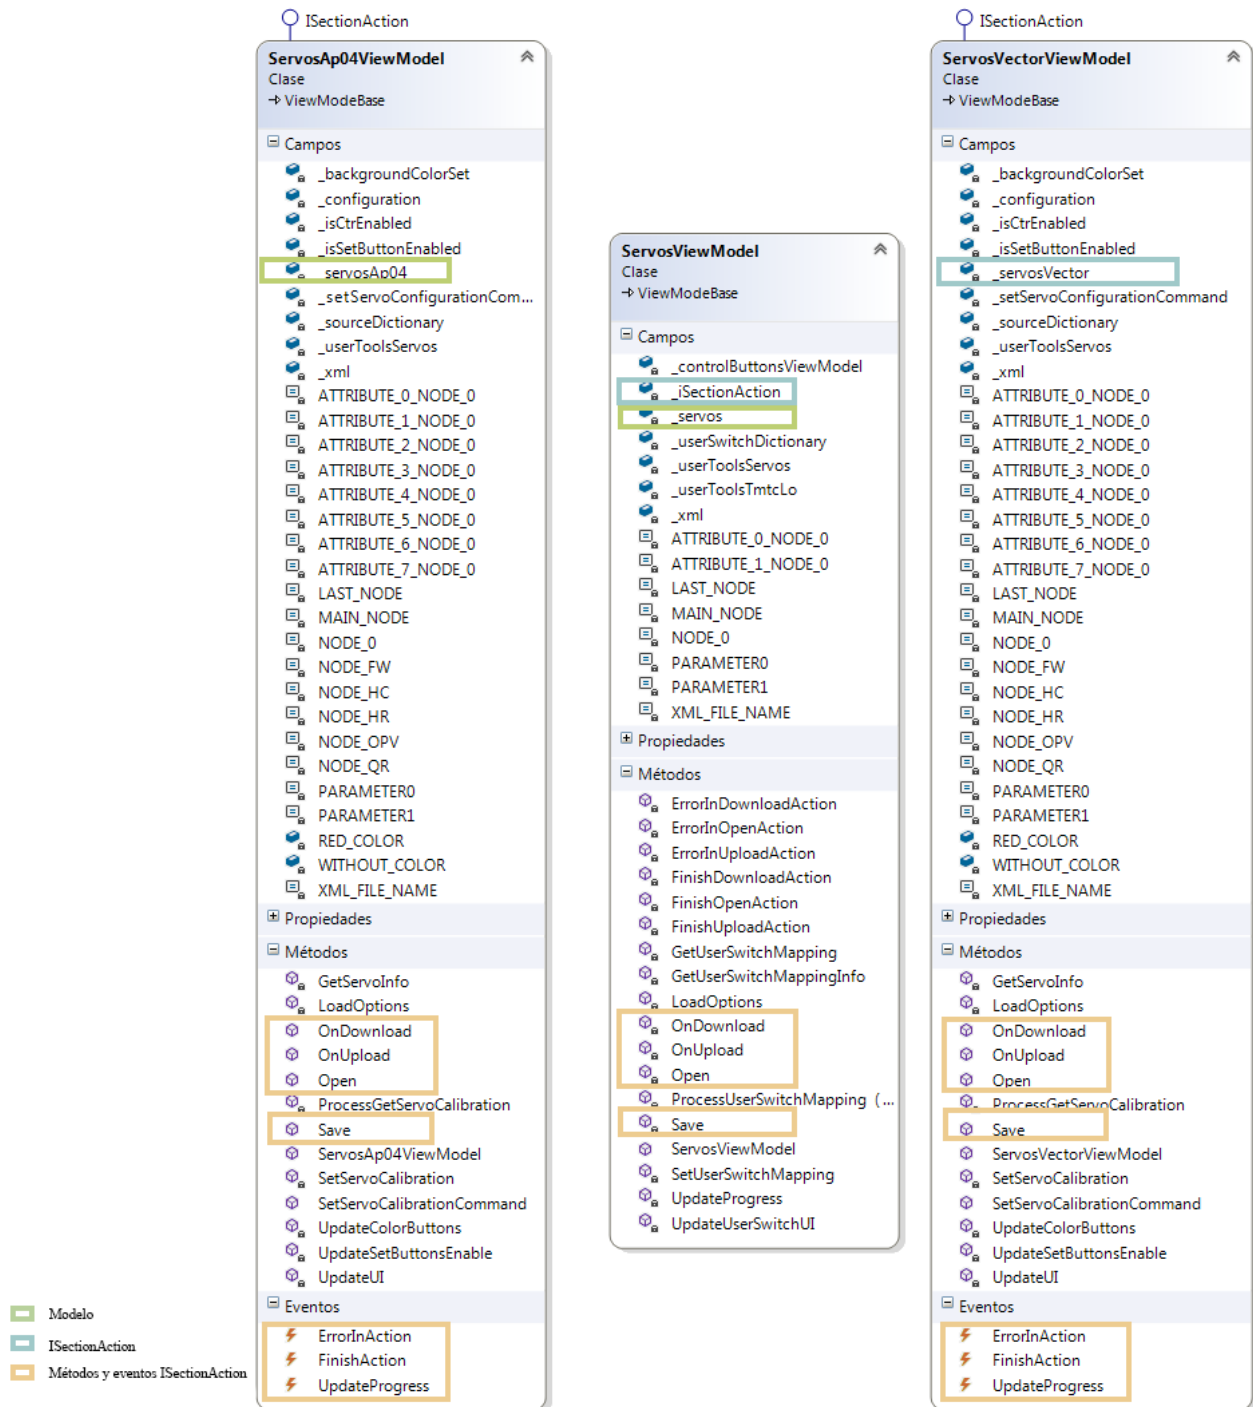 ISectionAction
ServosAp04ViewModel
Clase
ViewModeBase
Campos
_backgroundColorSet
_configuration
_isCtrEnabled
_isSetButtonEnabled
_servosAp04
_setServoConfigurationCom...
_sourceDictionary
_userToolsServos
_xml
ATTRIBUTE_0_NODE_0
ATTRIBUTE_1_NODE_0
ATTRIBUTE_2_NODE_0
ATTRIBUTE_3_NODE_0
ATTRIBUTE_4_NODE_0
ATTRIBUTE_5_NODE_0
ATTRIBUTE_6_NODE_0
ATTRIBUTE_7_NODE_0
LAST_NODE
MAIN_NODE
NODE_0
NODE_FW
NODE_HC
NODE_HR
NODE_OPV
NODE_QR
PARAMETER0
PARAMETER1
RED_COLOR
WITHOUT_COLOR
XML_FILE_NAME
Propiedades
Métodos
GetServoInfo
LoadOptions
OnDownload
OnUpload
Open
ProcessGetServoCalibration
Save
ServosAp04ViewModel
SetServoCalibration
SetServoCalibrationCommand
UpdateColorButtons
UpdateSetButtonsEnable
UpdateUI
Eventos
ErrorInAction
FinishAction
UpdateProgress
ServosViewModel
Clase
ViewModeBase
Campos
_controlButtonsViewModel
_iSectionAction
_servos
_userSwitchDictionary
_userToolsServos
_userToolsTmtcLo
_xml
ATTRIBUTE_0_NODE_0
ATTRIBUTE_1_NODE_0
LAST_NODE
MAIN_NODE
NODE_0
PARAMETER0
PARAMETER1
XML_FILE_NAME
Propiedades
Métodos
ErrorInDownloadAction
ErrorInOpenAction
ErrorInUploadAction
FinishDownloadAction
FinishOpenAction
FinishUploadAction
GetUserSwitchMapping
GetUserSwitchMappingInfo
LoadOptions
OnDownload
OnUpload
Open
ProcessUserSwitchMapping (...
Save
ServosViewModel
SetUserSwitchMapping
UpdateProgress
UpdateUserSwitchUI
ISectionAction
ServosVectorViewModel
Clase
ViewModeBase
Campos
_backgroundColorSet
_configuration
_isCtrEnabled
_isSetButtonEnabled
_servosVector
_setServoConfigurationCommand
_sourceDictionary
_userToolsServos
_xml
ATTRIBUTE_0_NODE_0
ATTRIBUTE_1_NODE_0
ATTRIBUTE_2_NODE_0
ATTRIBUTE_3_NODE_0
ATTRIBUTE_4_NODE_0
ATTRIBUTE_5_NODE_0
ATTRIBUTE_6_NODE_0
ATTRIBUTE_7_NODE_0
LAST_NODE
MAIN_NODE
NODE_0
NODE_FW
NODE_HC
NODE_HR
NODE_OPV
NODE_QR
PARAMETER0
PARAMETER1
RED_COLOR
WITHOUT_COLOR
XML_FILE_NAME
Propiedades
Métodos
GetServoInfo
LoadOptions
OnDownload
OnUpload
Open
ProcessGetServoCalibration
Save
ServosVectorViewModel
SetServoCalibration
SetServoCalibrationCommand
UpdateColorButtons
UpdateSetButtonsEnable
UpdateUI
Eventos
ErrorInAction
FinishAction
UpdateProgress
Modelo
ISectionAction
Métodos y eventos ISectionAction